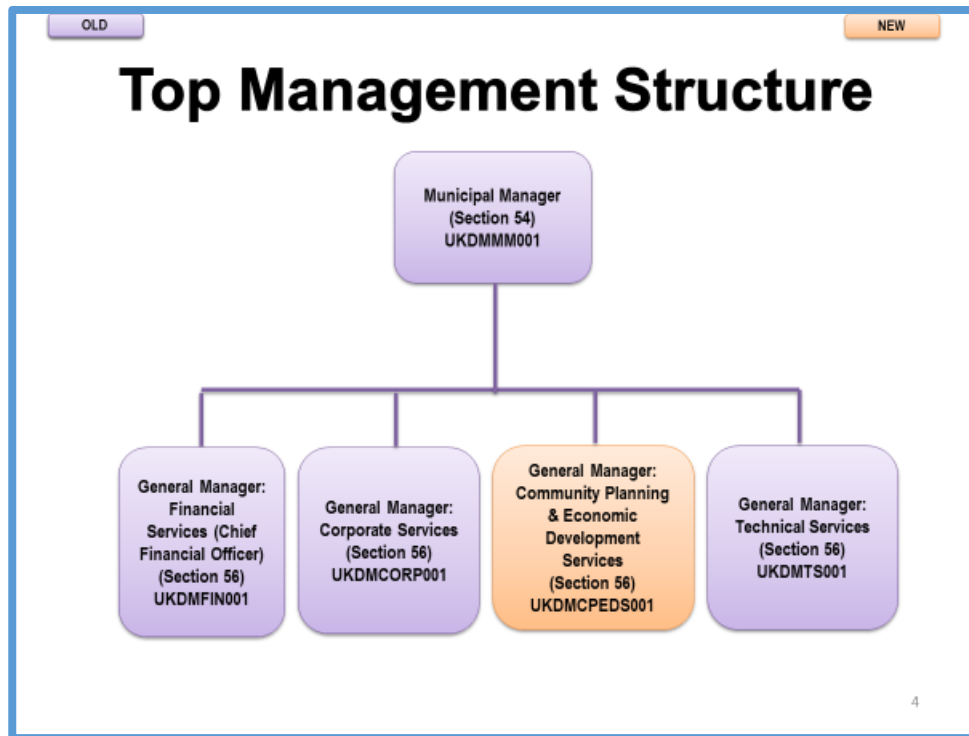 OLD
NEW
Top Management Structure
Municipal Manager
(Section 54)
UKDMMM001
General Manager:
Financial
Services (Chief
Financial Officer)
(Section 56)
UKDMFIN001
General Manager:
Corporate Services
(Section 56)
UKDMCORP001
General Manager:
Community Planning
& Economic
Development
Services
(Section 56)
UKDMCPEDS001
General Manager:
Technical Services
(Section 56)
UKDMTS001
4